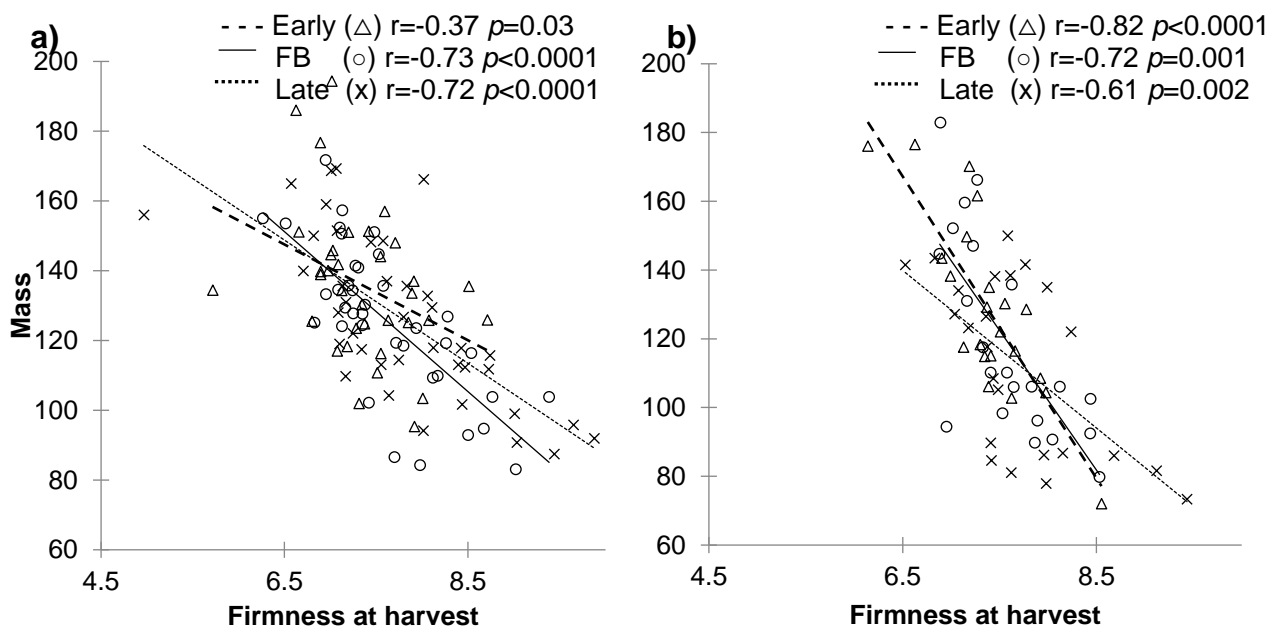 a)
Early (△) r=-0.37 p=0.03
FB (○) r=-0.73 p<0.0001
Late (x) r=-0.72 p<0.0001
Mass
200
180
160
140
120
100
80
60
4.5 6.5 8.5
Firmness at harvest
b)
Early (△) r=-0.82 p<0.0001
FB (○) r=-0.72 p=0.001
Late (x) r=-0.61 p=0.002
200
180
160
140
120
100
80
60
4.5 6.5 8.5
Firmness at harvest